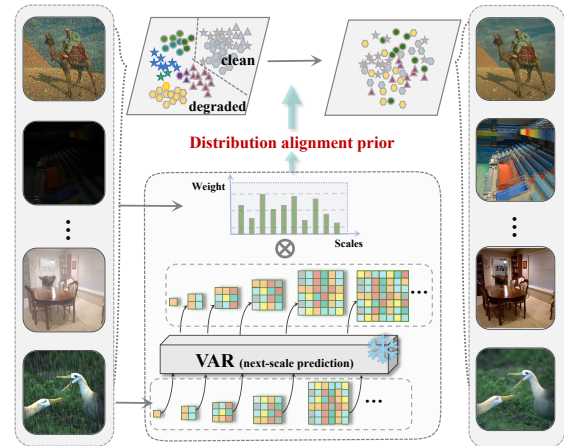 clean
degraded
Distribution alignment prior
Weight
Scales
...
VAR (next-scale prediction)
...